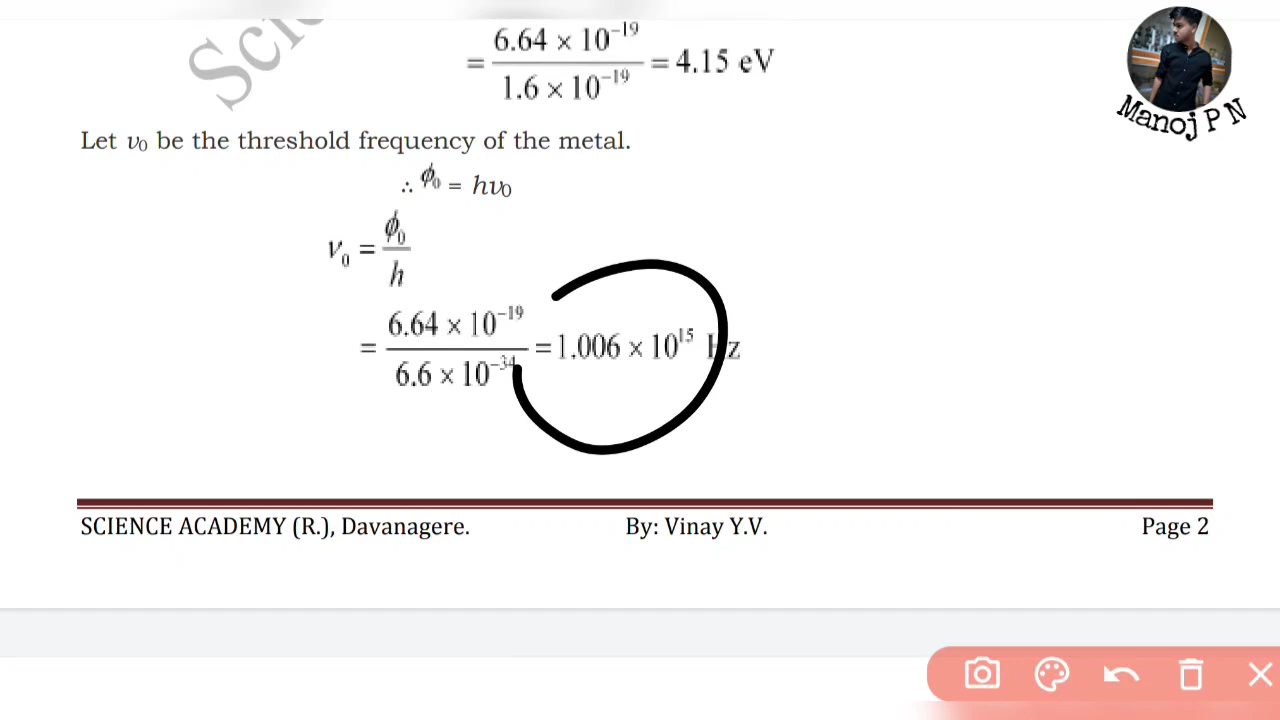 Sci
= 6.64 × 10⁻¹⁹ / 1.6 × 10⁻¹⁹ = 4.15 eV
Manoj P N
Let ν₀ be the threshold frequency of the metal.
∴ ϕ₀ = hυ₀
ν₀ = ϕ₀ / h
= 6.64 × 10⁻¹⁹ / 6.6 × 10⁻³⁴ = 1.006 × 10¹⁵ Hz
SCIENCE ACADEMY (R.), Davanagere. By: Vinay Y.V. Page 2